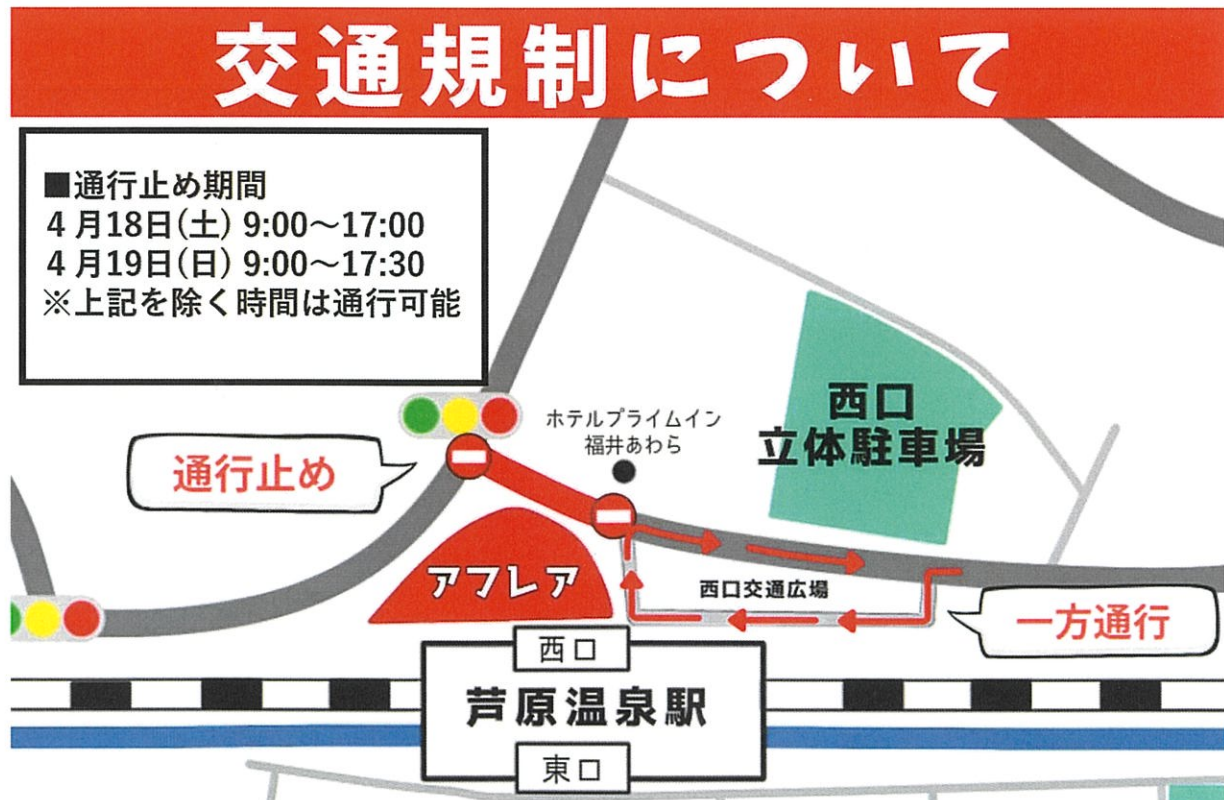 交通規制について
■通行止め期間
4月18日(土) 9:00～17:00
4月19日(日) 9:00～17:30
※上記を除く時間は通行可能
ホテルプライムイン
福井あわら
西口
立体駐車場
通行止め
アフレア
西口交通広場
一方通行
西口
芦原温泉駅
東口